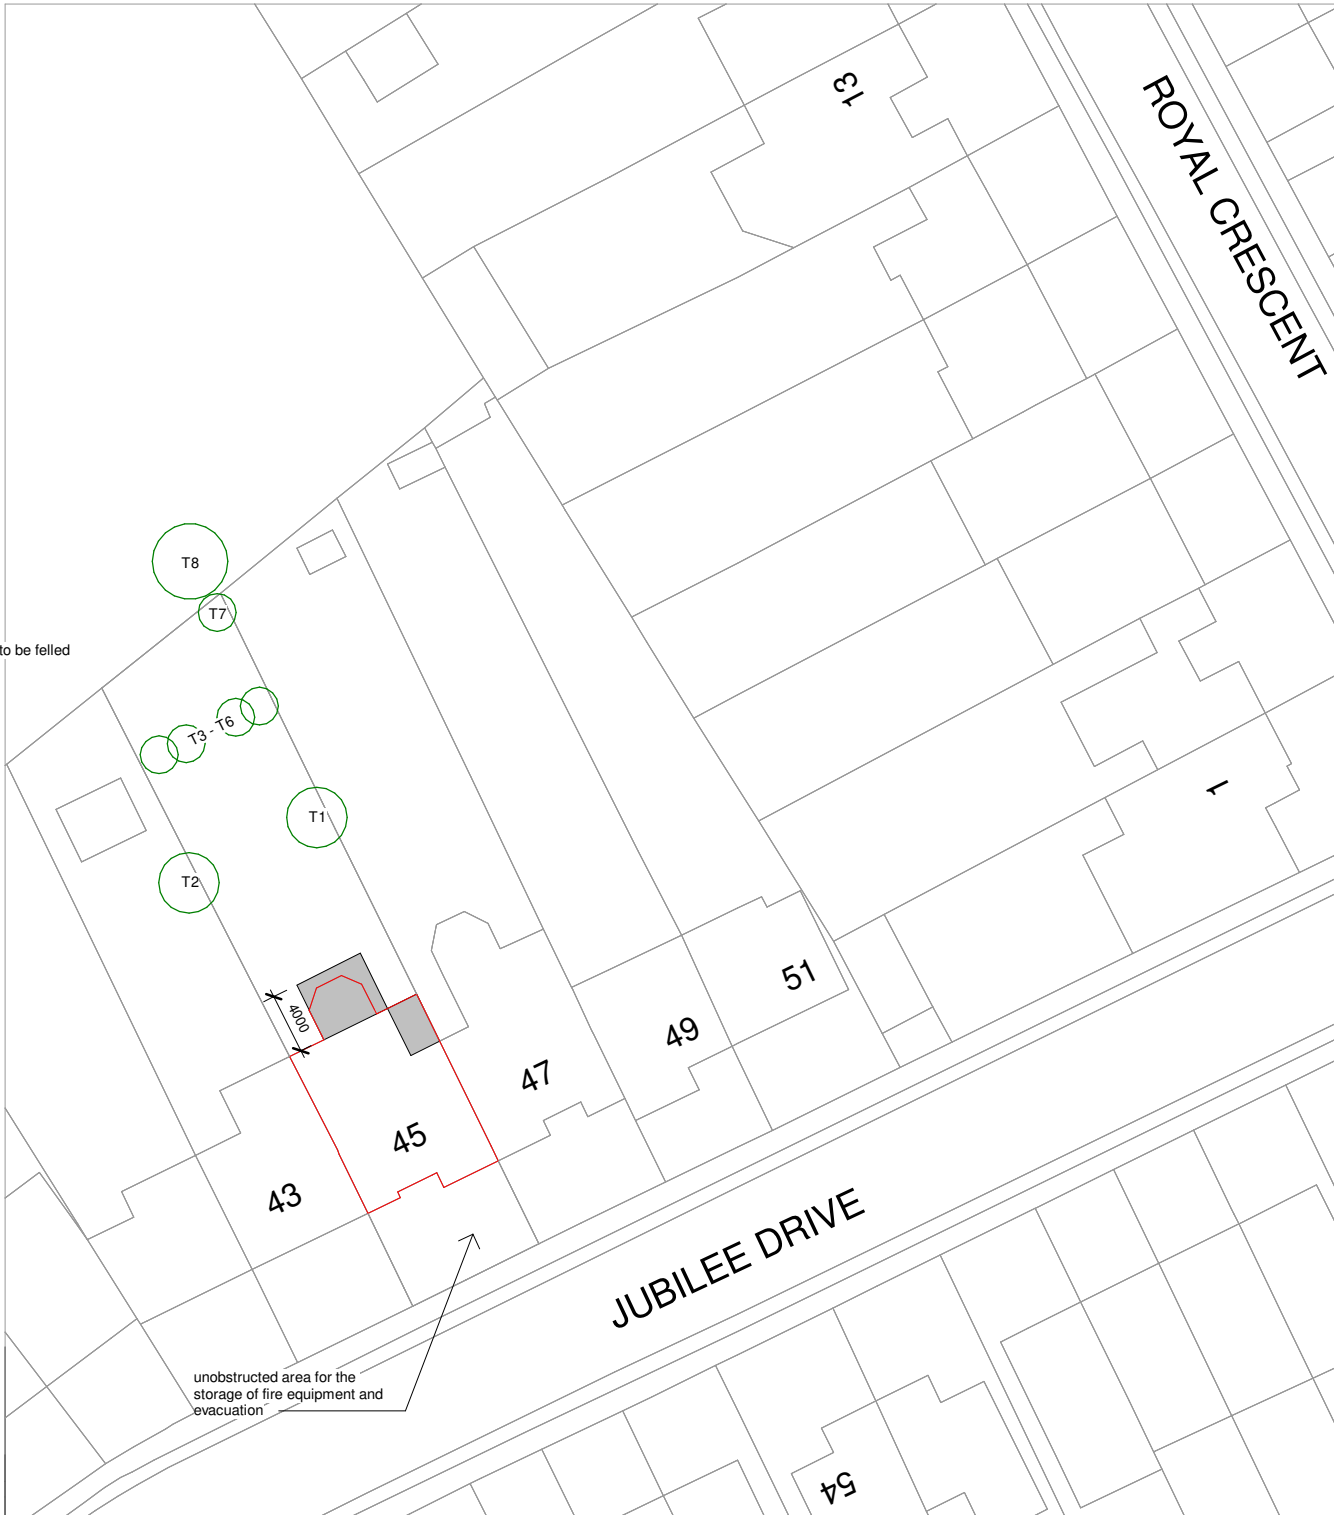 13
ROYAL CRESCENT
T8
T7
to be felled
T3 - T6
T1
1
T2
51
4000
49
47
45
43
JUBILEE DRIVE
unobstructed area for the
storage of fire equipment and
evacuation
54